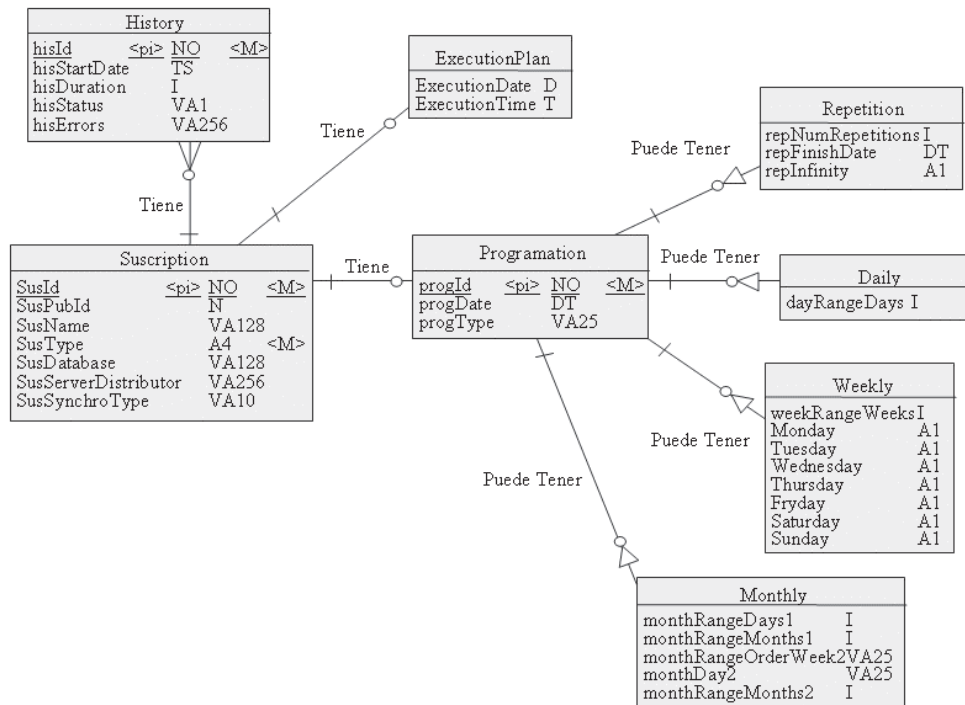 History
hisId <pi> NO <M>
hisStartDate TS
hisDuration I
hisStatus VA1
hisErrors VA256
ExecutionPlan
ExecutionDate D
ExecutionTime T
Repetition
repNumRepetitions I
repFinishDate DT
repInfinity A1
Tiene
Tiene
Puede Tener
Suscription
SusId <pi> NO <M>
SusPubId N
SusName VA128
SusType A4 <M>
SusDatabase VA128
SusServerDistributor VA256
SusSynchroType VA10
Tiene
Programation
progId <pi> NO <M>
progDate DT
progType VA25
Puede Tener
Daily
dayRangeDays I
Weekly
weekRangeWeeks I
Monday A1
Tuesday A1
Wednesday A1
Thursday A1
Fryday A1
Saturday A1
Sunday A1
Puede Tener
Puede Tener
Monthly
monthRangeDays1 I
monthRangeMonths1 I
monthRangeOrderWeek2 VA25
monthDay2 VA25
monthRangeMonths2 I